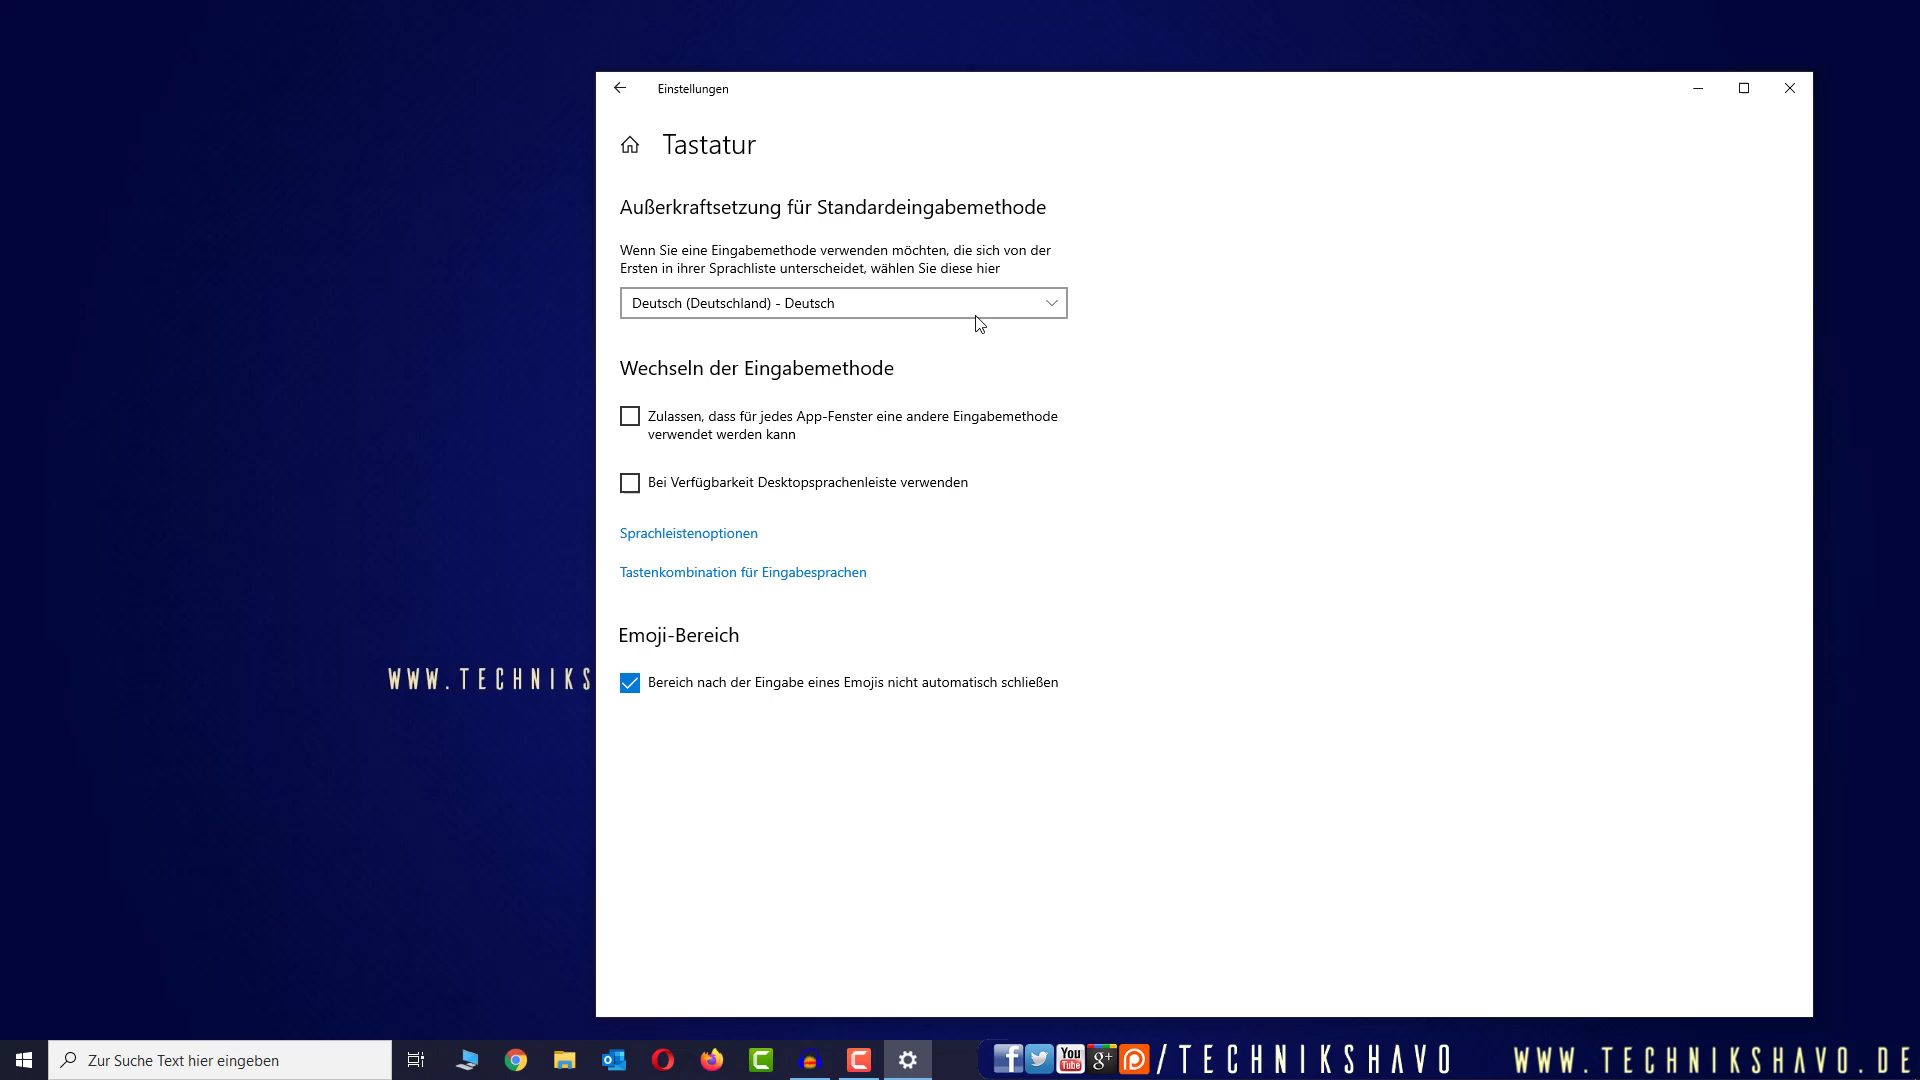 Einstellungen
Tastatur
Außerkraftsetzung für Standardeingabemethode
Wenn Sie eine Eingabemethode verwenden möchten, die sich von der
Ersten in ihrer Sprachliste unterscheidet, wählen Sie diese hier
Deutsch (Deutschland) - Deutsch
Wechseln der Eingabemethode
Zulassen, dass für jedes App-Fenster eine andere Eingabemethode
verwendet werden kann
Bei Verfügbarkeit Desktopsprachenleiste verwenden
Sprachleistenoptionen
Tastenkombination für Eingabesprachen
Emoji-Bereich
WWW.TECHNIKS
Bereich nach der Eingabe eines Emojis nicht automatisch schließen
Zur Suche Text hier eingeben
f You Tube g+ /TECHNIKSHAVO WWW.TECHNIKSHAVO.DE